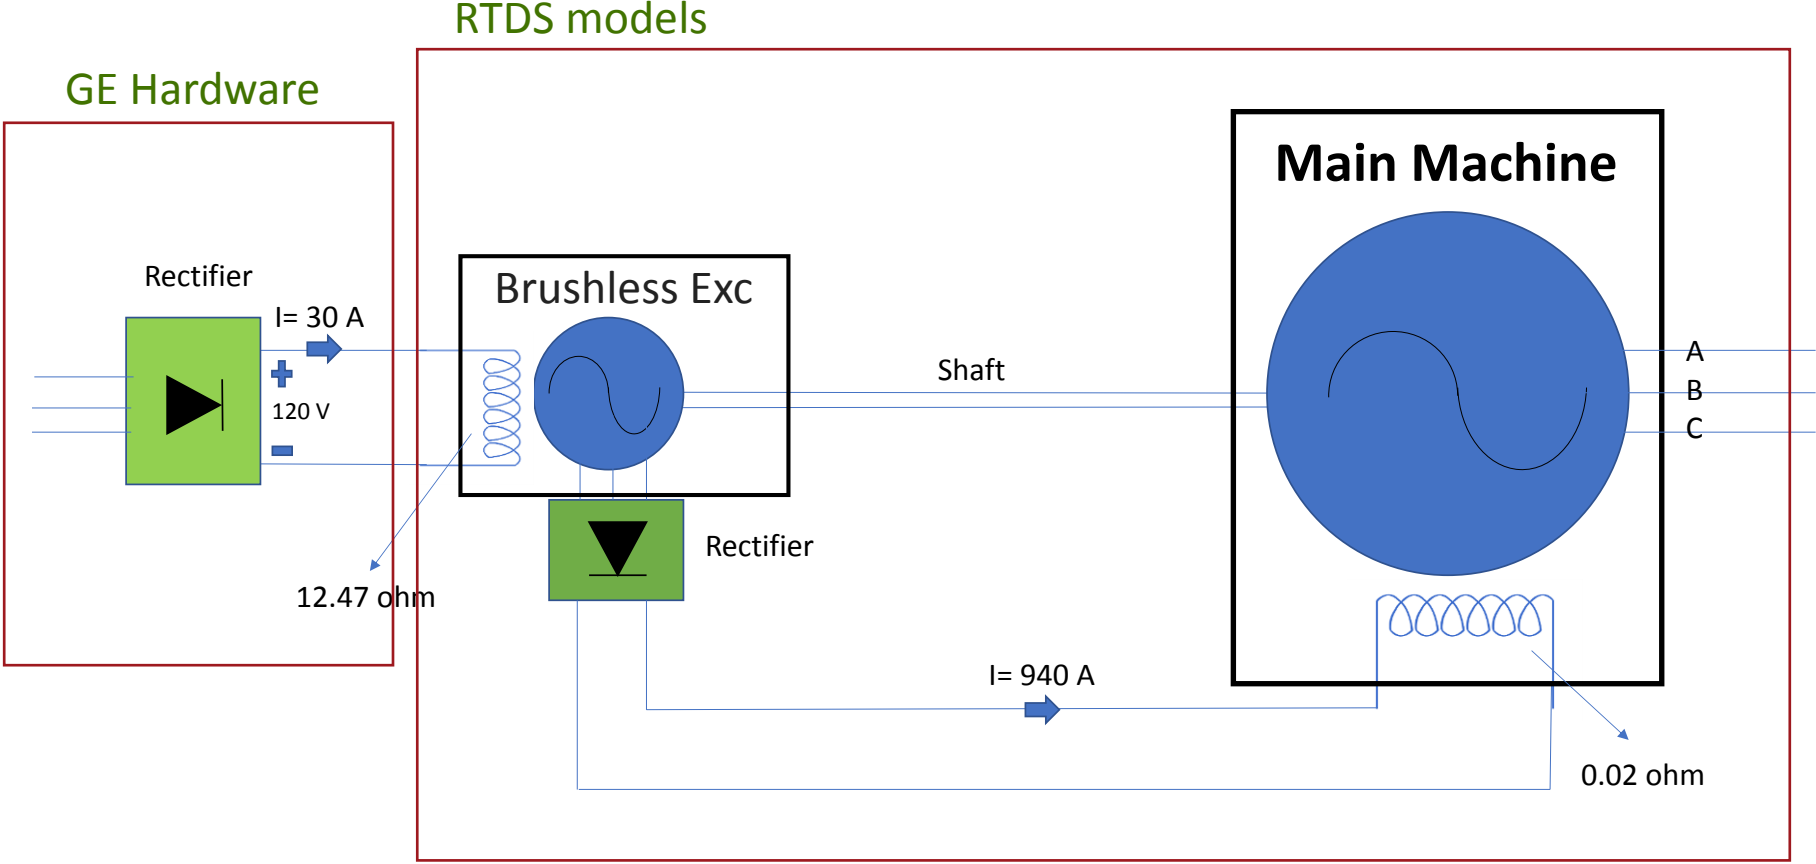 RTDS models
GE Hardware
Main Machine
Rectifier
Brushless Exc
I= 30 A
A
Shaft
B
120 V
C
Rectifier
12.47 ohm
I= 940 A
0.02 ohm